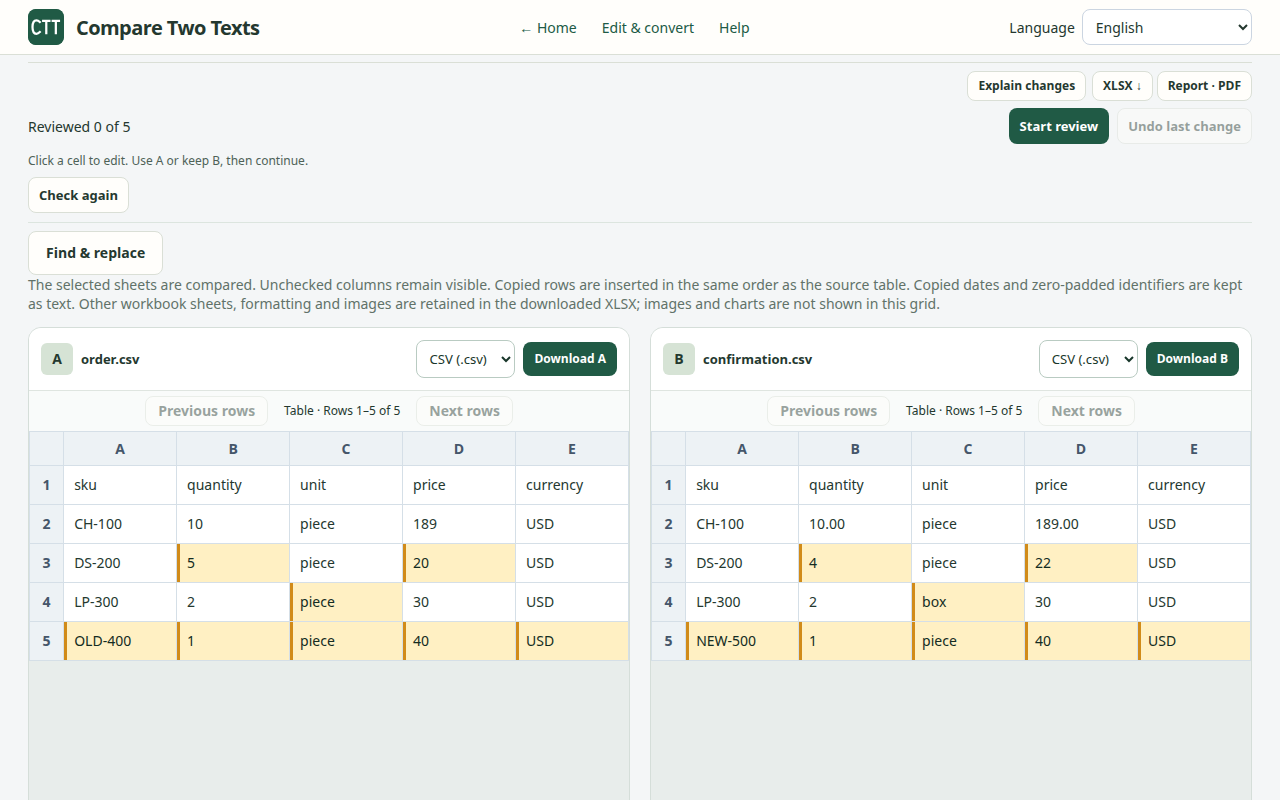 CTT Compare Two Texts ← Home Edit & convert Help Language English
Explain changes XLSX ↓ Report · PDF
Reviewed 0 of 5 Start review Undo last change
Click a cell to edit. Use A or keep B, then continue.
Check again
Find & replace
The selected sheets are compared. Unchecked columns remain visible. Copied rows are inserted in the same order as the source table. Copied dates and zero-padded identifiers are kept
as text. Other workbook sheets, formatting and images are retained in the downloaded XLSX; images and charts are not shown in this grid.
A order.csv CSV (.csv) Download A
Previous rows Table · Rows 1–5 of 5 Next rows
A B C D E
1 sku quantity unit price currency
2 CH-100 10 piece 189 USD
3 DS-200 5 piece 20 USD
4 LP-300 2 piece 30 USD
5 OLD-400 1 piece 40 USD
B confirmation.csv CSV (.csv) Download B
Previous rows Table · Rows 1–5 of 5 Next rows
A B C D E
1 sku quantity unit price currency
2 CH-100 10.00 piece 189.00 USD
3 DS-200 4 piece 22 USD
4 LP-300 2 box 30 USD
5 NEW-500 1 piece 40 USD